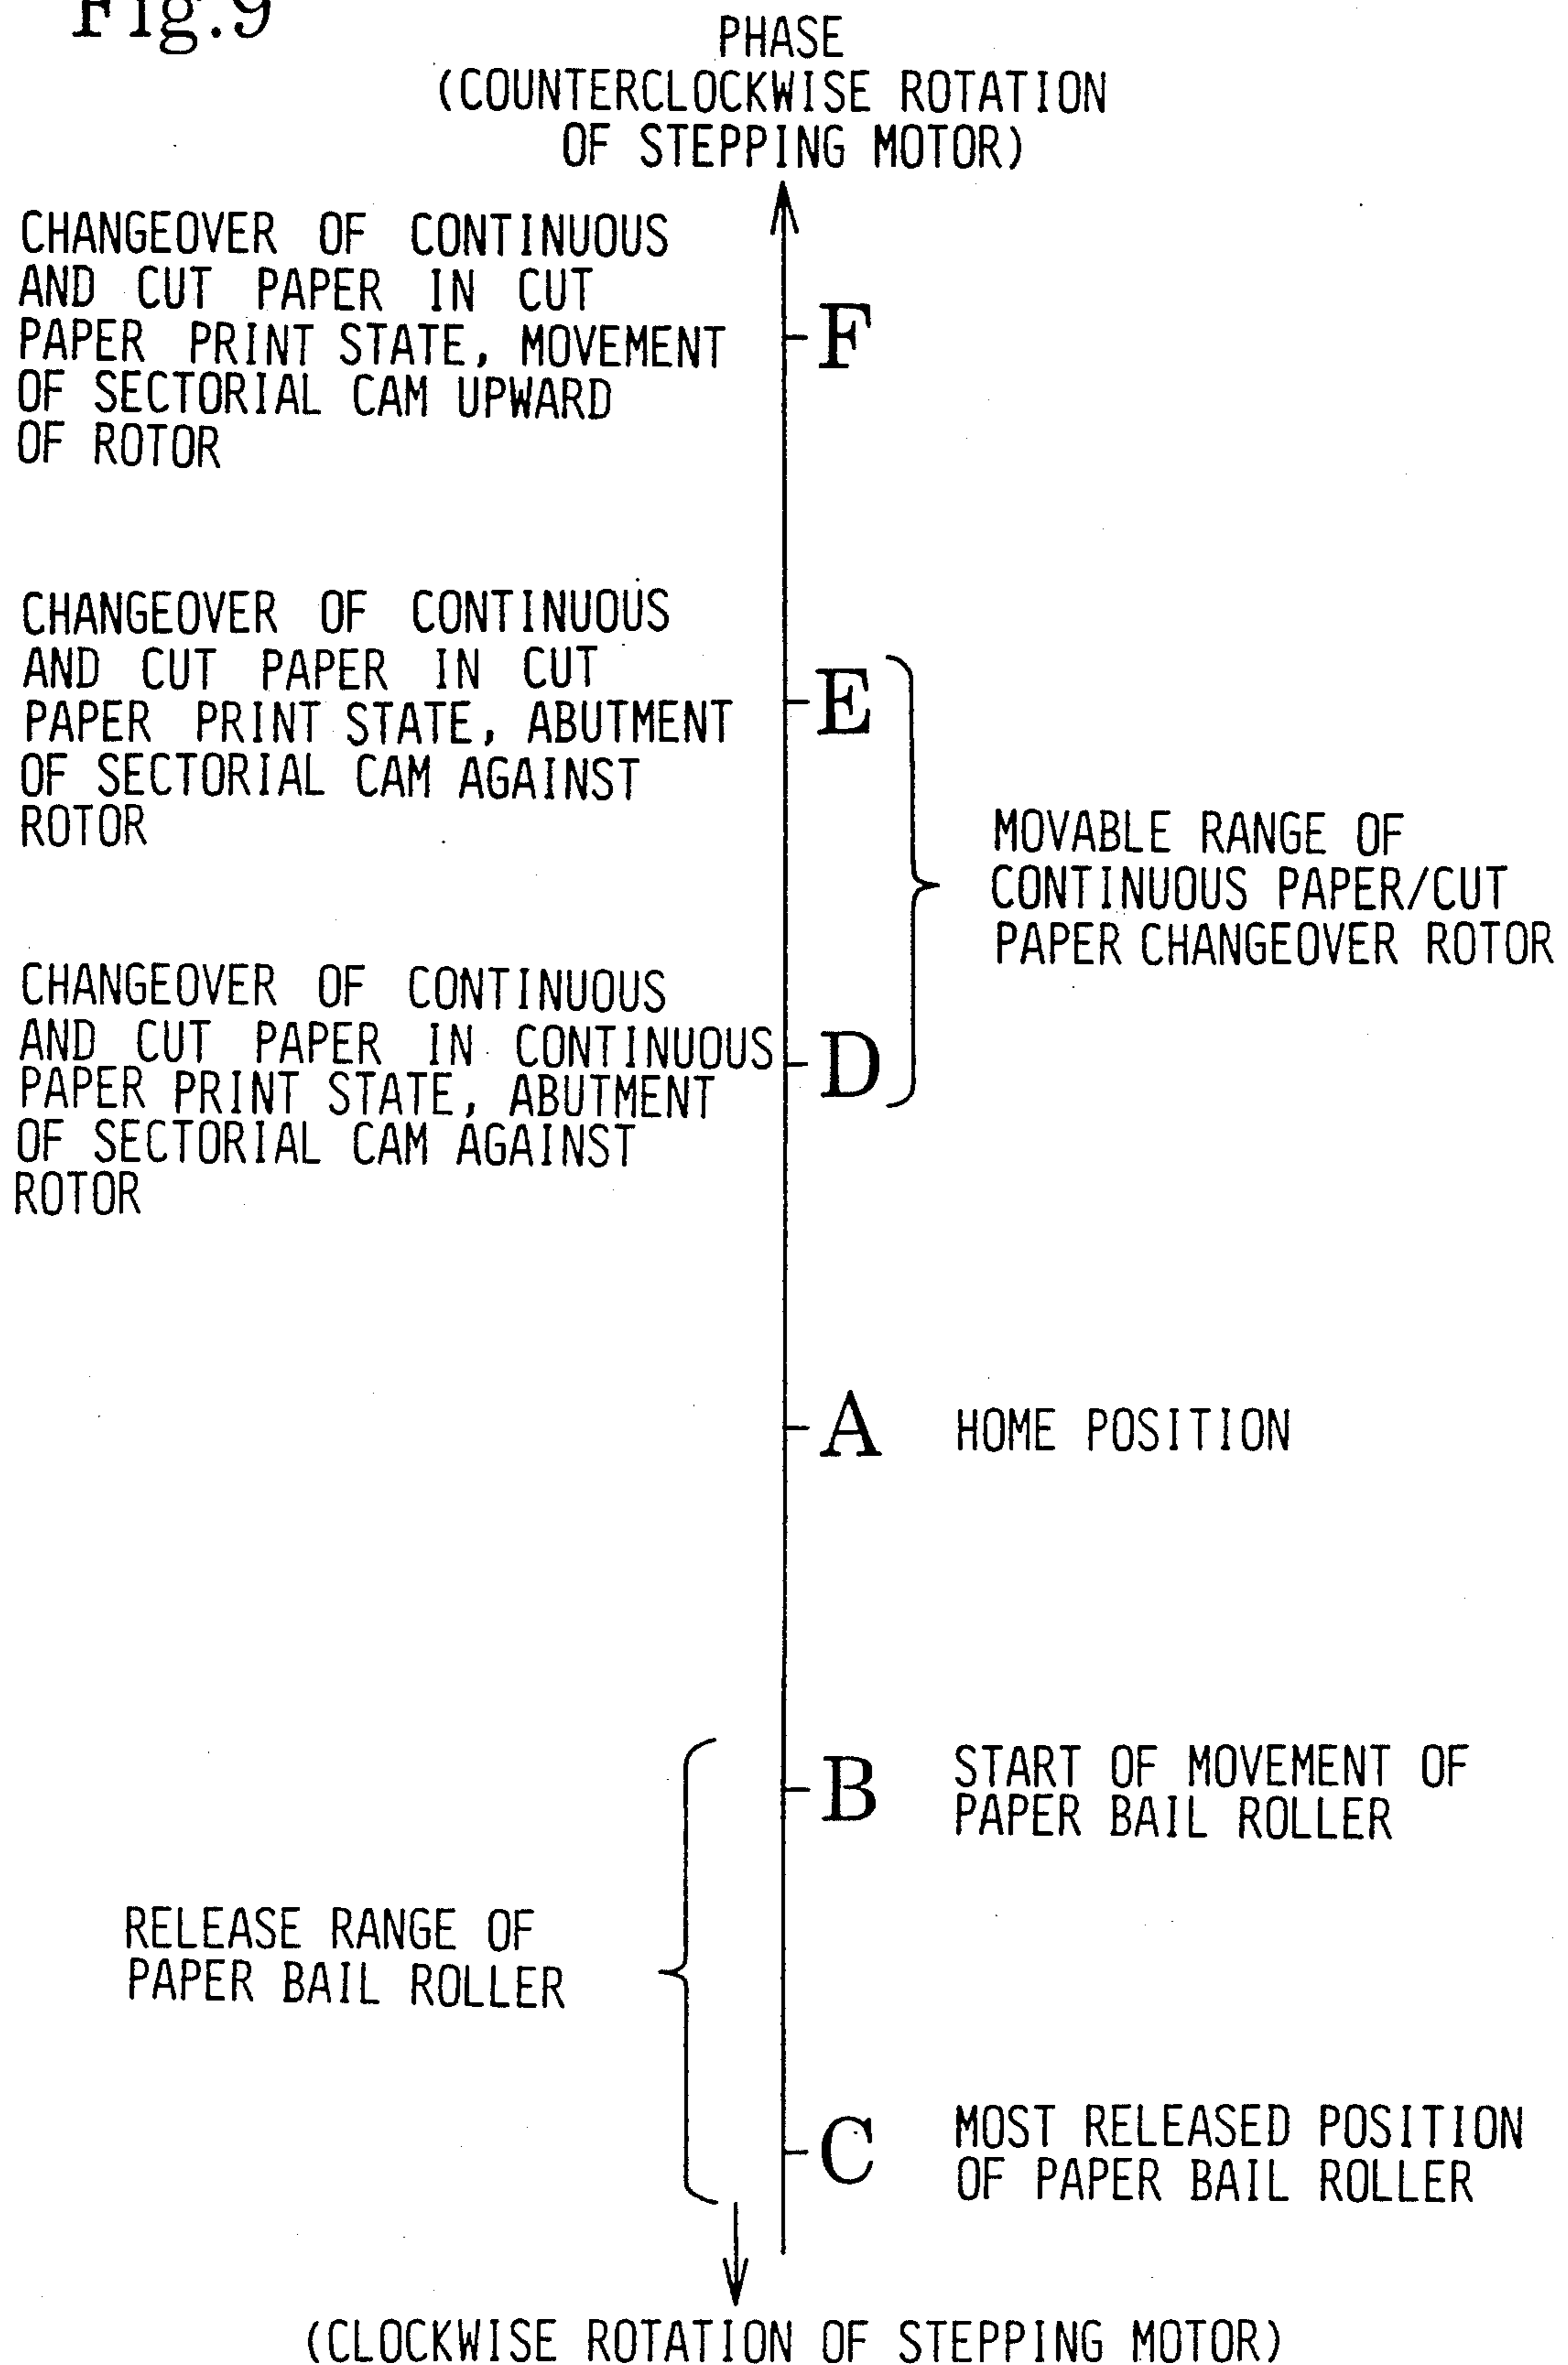 Fig.9
PHASE
(COUNTERCLOCKWISE ROTATION
OF STEPPING MOTOR)
CHANGEOVER OF CONTINUOUS
AND CUT PAPER IN CUT
PAPER PRINT STATE, MOVEMENT
OF SECTORIAL CAM UPWARD
OF ROTOR
F
CHANGEOVER OF CONTINUOUS
AND CUT PAPER IN CUT
PAPER PRINT STATE, ABUTMENT
OF SECTORIAL CAM AGAINST
ROTOR
E
MOVABLE RANGE OF
CONTINUOUS PAPER/CUT
PAPER CHANGEOVER ROTOR
CHANGEOVER OF CONTINUOUS
AND CUT PAPER IN CONTINUOUS
PAPER PRINT STATE, ABUTMENT
OF SECTORIAL CAM AGAINST
ROTOR
D
A HOME POSITION
B START OF MOVEMENT OF
PAPER BAIL ROLLER
RELEASE RANGE OF
PAPER BAIL ROLLER
C MOST RELEASED POSITION
OF PAPER BAIL ROLLER
(CLOCKWISE ROTATION OF STEPPING MOTOR)